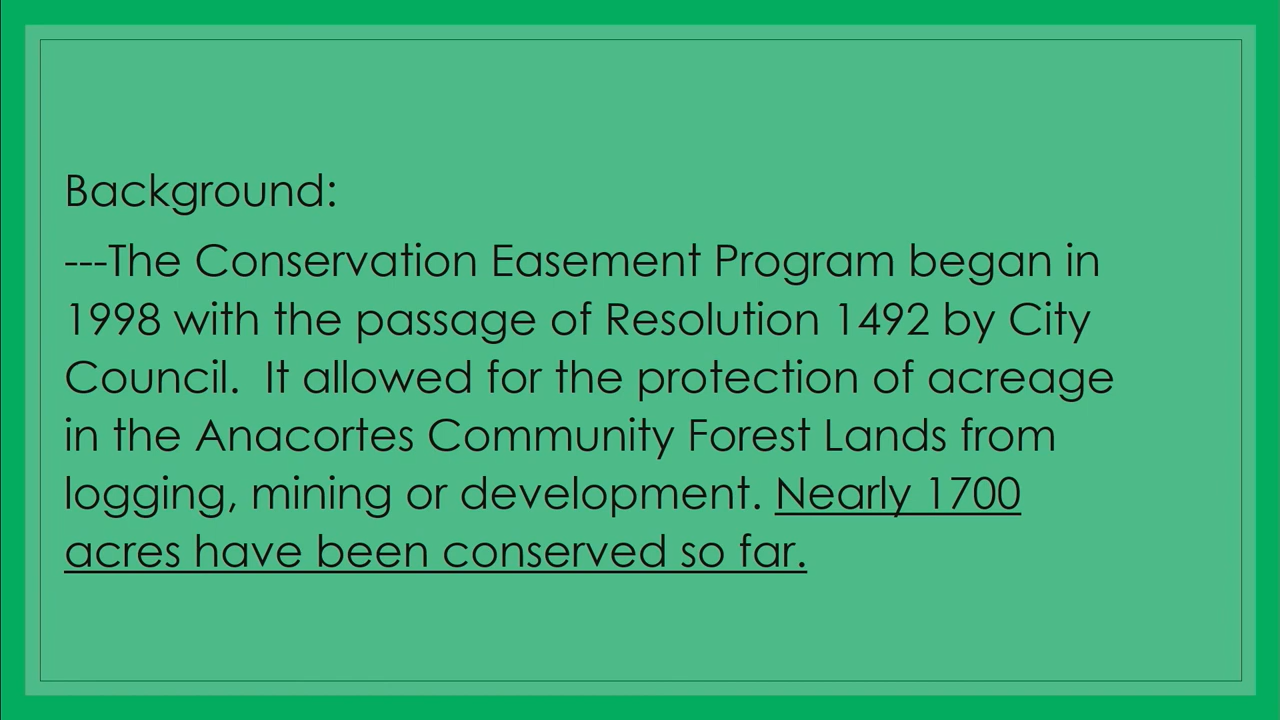 Background:
---The Conservation Easement Program began in
1998 with the passage of Resolution 1492 by City
Council.  It allowed for the protection of acreage
in the Anacortes Community Forest Lands from
logging, mining or development. Nearly 1700
acres have been conserved so far.